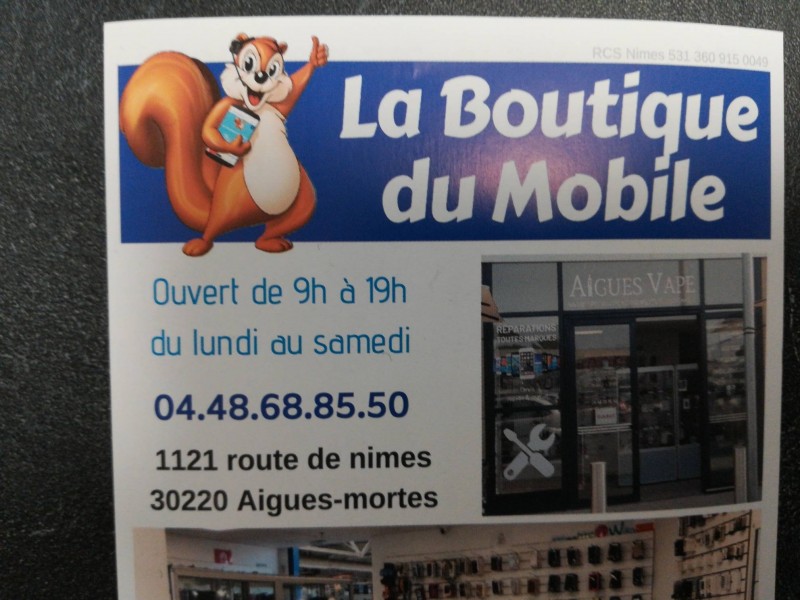 RCS Nimes 531 360 915 0049
La Boutique
du Mobile
Ouvert de 9h à 19h
du lundi au samedi
04.48.68.85.50
1121 route de nimes
30220 Aigues-mortes
AIGUES VAPE
REPARATIONS
TOUTES MARQUES